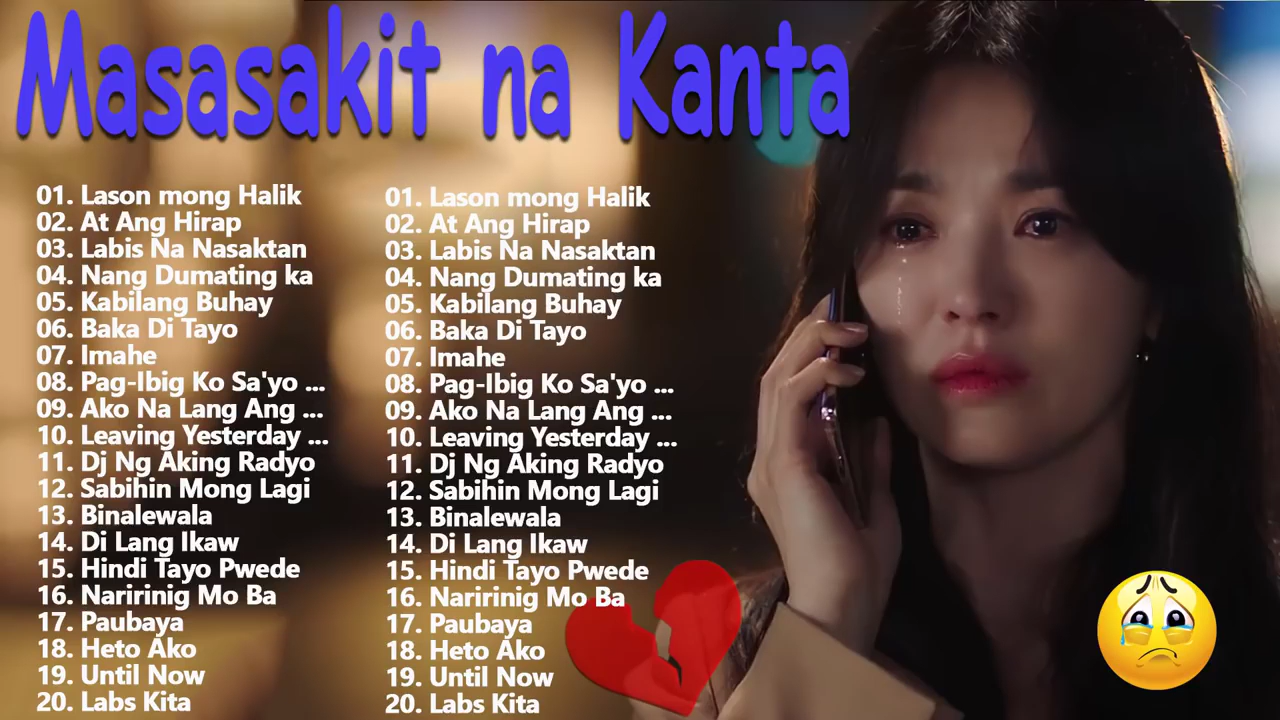 Masasakit na Kanta
01. Lason mong Halik
02. At Ang Hirap
03. Labis Na Nasaktan
04. Nang Dumating ka
05. Kabilang Buhay
06. Baka Di Tayo
07. Imahe
08. Pag-Ibig Ko Sa'yo ...
09. Ako Na Lang Ang ...
10. Leaving Yesterday ...
11. Dj Ng Aking Radyo
12. Sabihin Mong Lagi
13. Binalewala
14. Di Lang Ikaw
15. Hindi Tayo Pwede
16. Naririnig Mo Ba
17. Paubaya
18. Heto Ako
19. Until Now
20. Labs Kita
01. Lason mong Halik
02. At Ang Hirap
03. Labis Na Nasaktan
04. Nang Dumating ka
05. Kabilang Buhay
06. Baka Di Tayo
07. Imahe
08. Pag-Ibig Ko Sa'yo ...
09. Ako Na Lang Ang ...
10. Leaving Yesterday ...
11. Dj Ng Aking Radyo
12. Sabihin Mong Lagi
13. Binalewala
14. Di Lang Ikaw
15. Hindi Tayo Pwede
16. Naririnig Mo Ba
17. Paubaya
18. Heto Ako
19. Until Now
20. Labs Kita